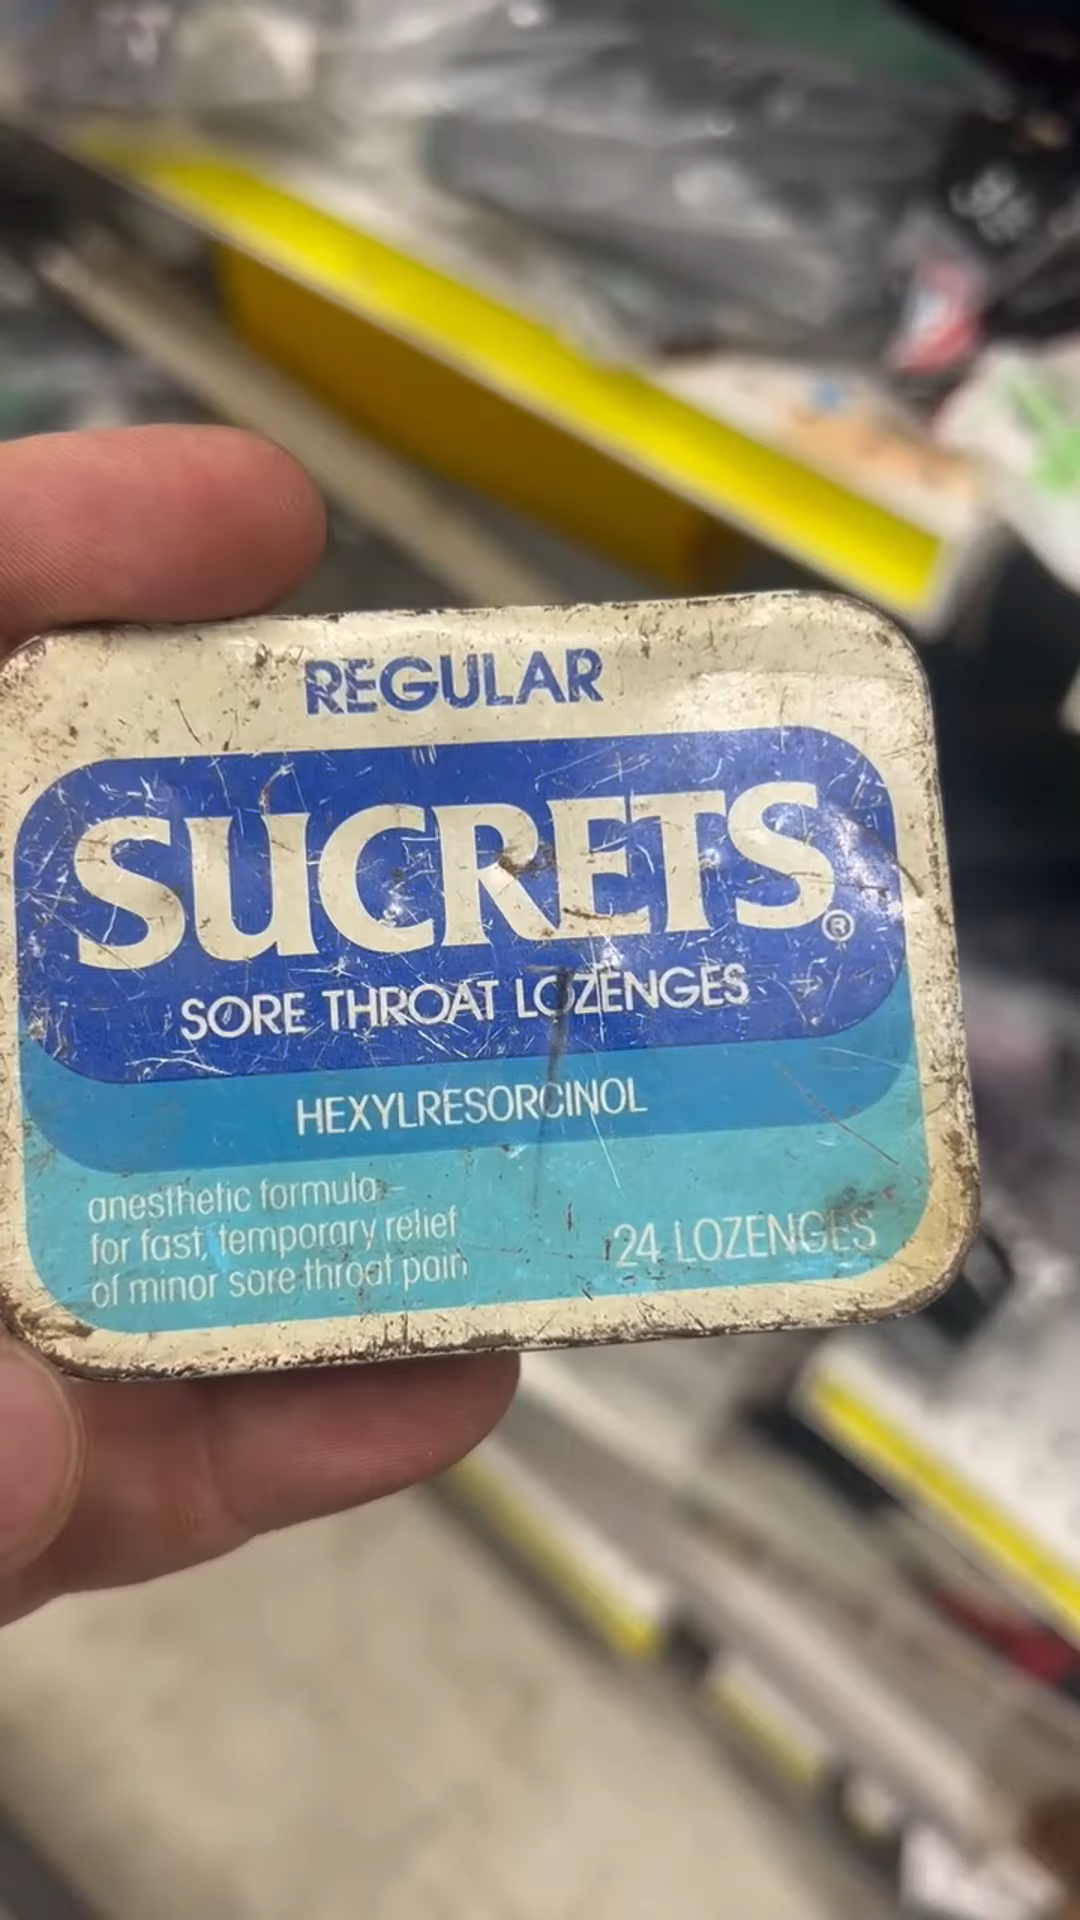 REGULAR
SUCRETS®
SORE THROAT LOZENGES
HEXYLRESORCINOL
anesthetic formula–
for fast, temporary relief
of minor sore throat pain
24 LOZENGES